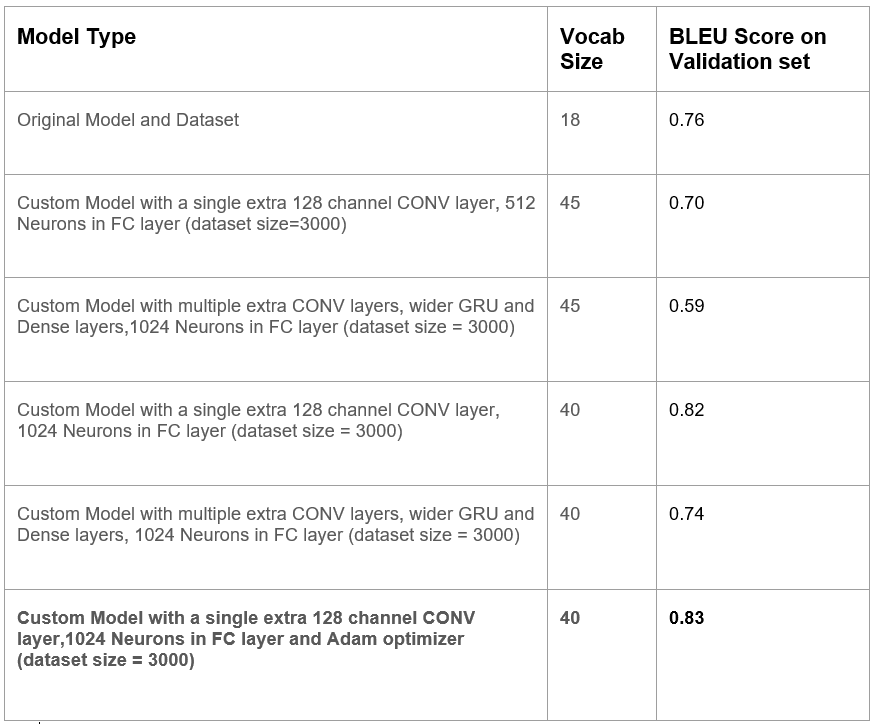 Model Type
Vocab
Size
BLEU Score on
Validation set
Original Model and Dataset
18
0.76
Custom Model with a single extra 128 channel CONV layer, 512
Neurons in FC layer (dataset size=3000)
45
0.70
Custom Model with multiple extra CONV layers, wider GRU and
Dense layers,1024 Neurons in FC layer (dataset size = 3000)
45
0.59
Custom Model with a single extra 128 channel CONV layer,
1024 Neurons in FC layer (dataset size = 3000)
40
0.82
Custom Model with multiple extra CONV layers, wider GRU and
Dense layers, 1024 Neurons in FC layer (dataset size = 3000)
40
0.74
Custom Model with a single extra 128 channel CONV
layer,1024 Neurons in FC layer and Adam optimizer
(dataset size = 3000)
40
0.83